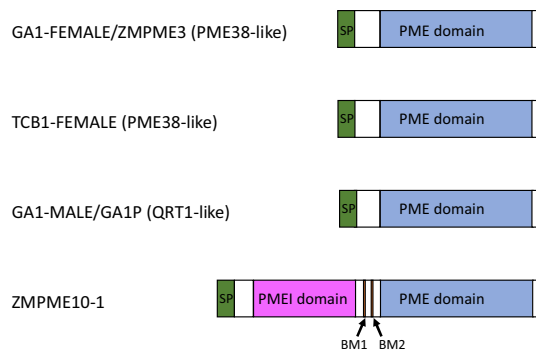 GA1-FEMALE/ZMPME3 (PME38-like) SP PME domain
TCB1-FEMALE (PME38-like) SP PME domain
GA1-MALE/GA1P (QRT1-like) SP PME domain
ZMPME10-1 SP PMEI domain PME domain
BM1 BM2